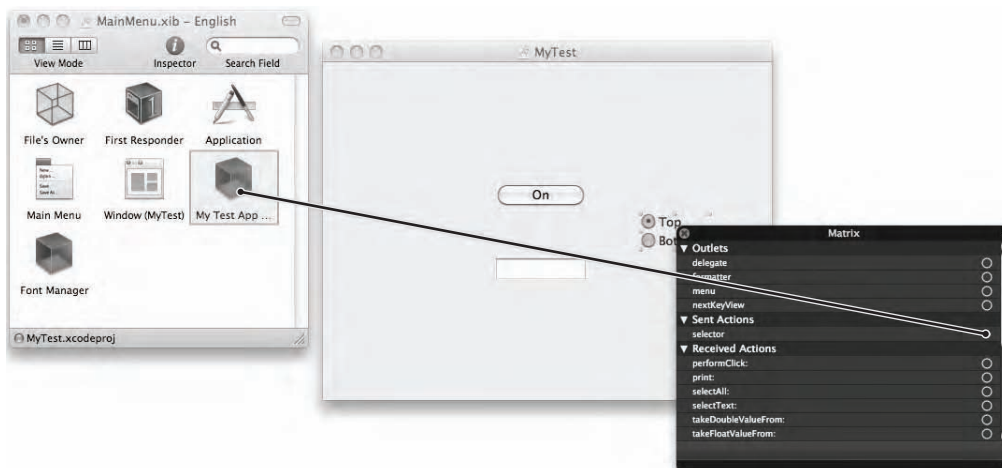 MainMenu.xib – English
View Mode
Inspector
Search Field
File's Owner
First Responder
Application
Main Menu
Window (MyTest)
My Test App ...
Font Manager
MyTest.xcodeproj
MyTest
On
Top
Bot
Matrix
Outlets
delegate
formatter
menu
nextKeyView
Sent Actions
selector
Received Actions
performClick:
print:
selectAll:
selectText:
takeDoubleValueFrom:
takeFloatValueFrom: